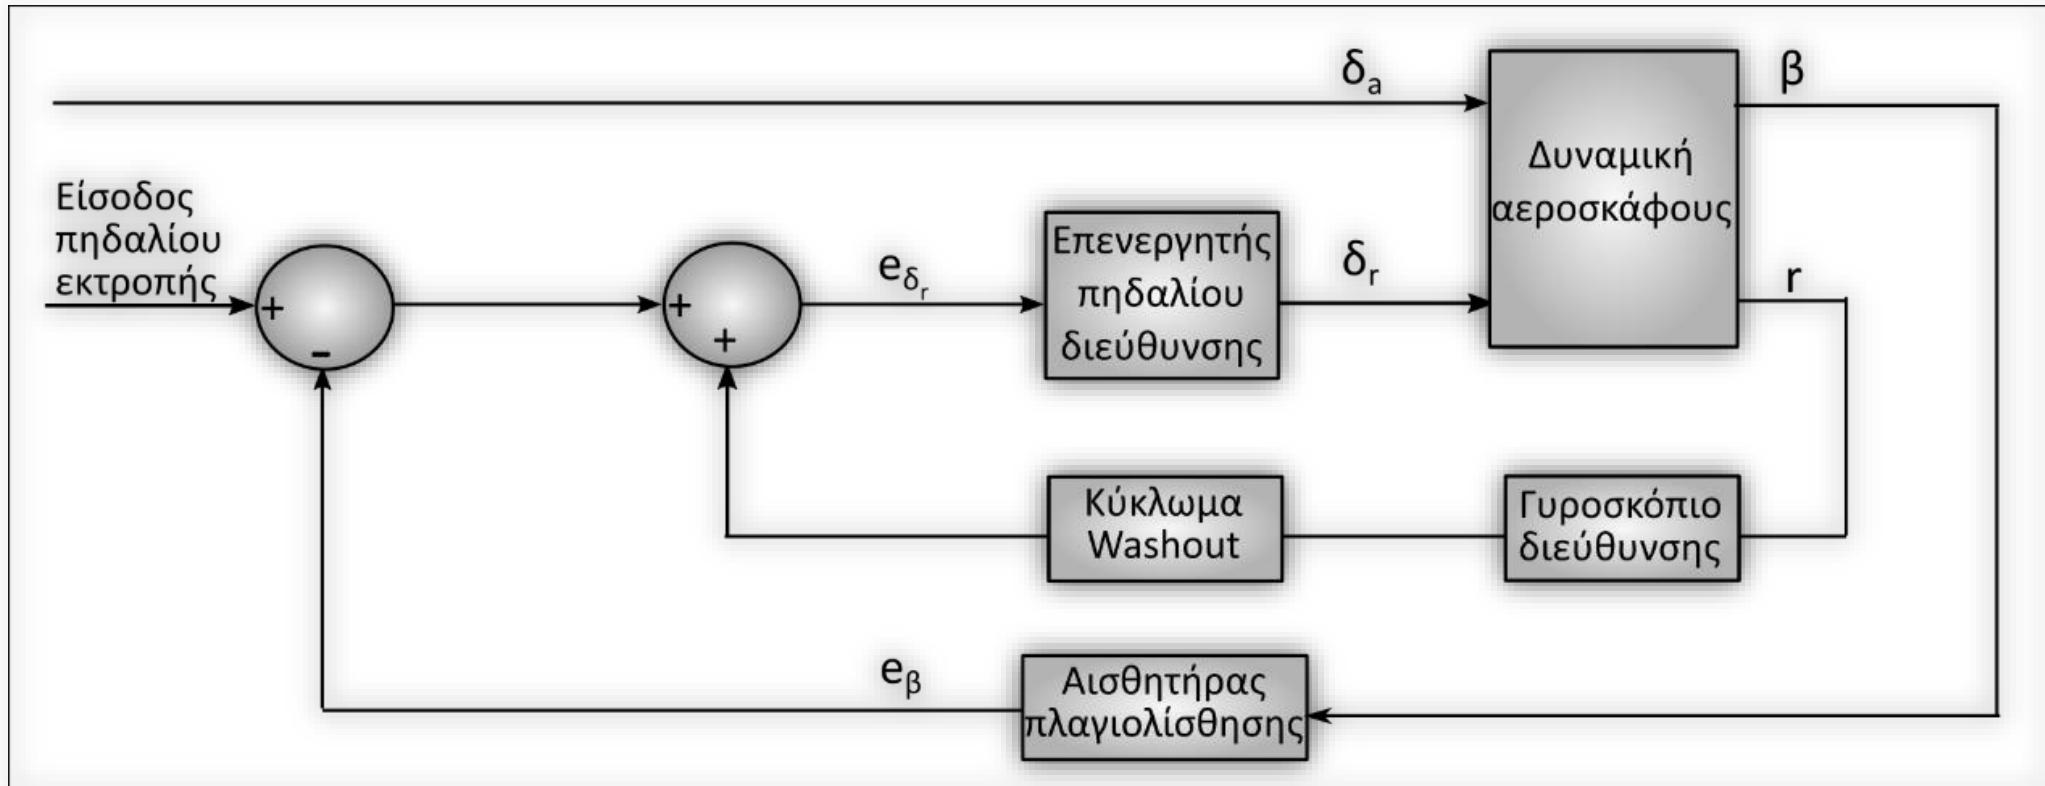 δa
β
Δυναμική
αεροσκάφους
Είσοδος
πηδαλίου
εκτροπής
+
-
+
+
eδr
Επενεργητής
πηδαλίου
διεύθυνσης
δr
r
Κύκλωμα
Washout
Γυροσκόπιο
διεύθυνσης
eβ
Αισθητήρας
πλαγιολίσθησης